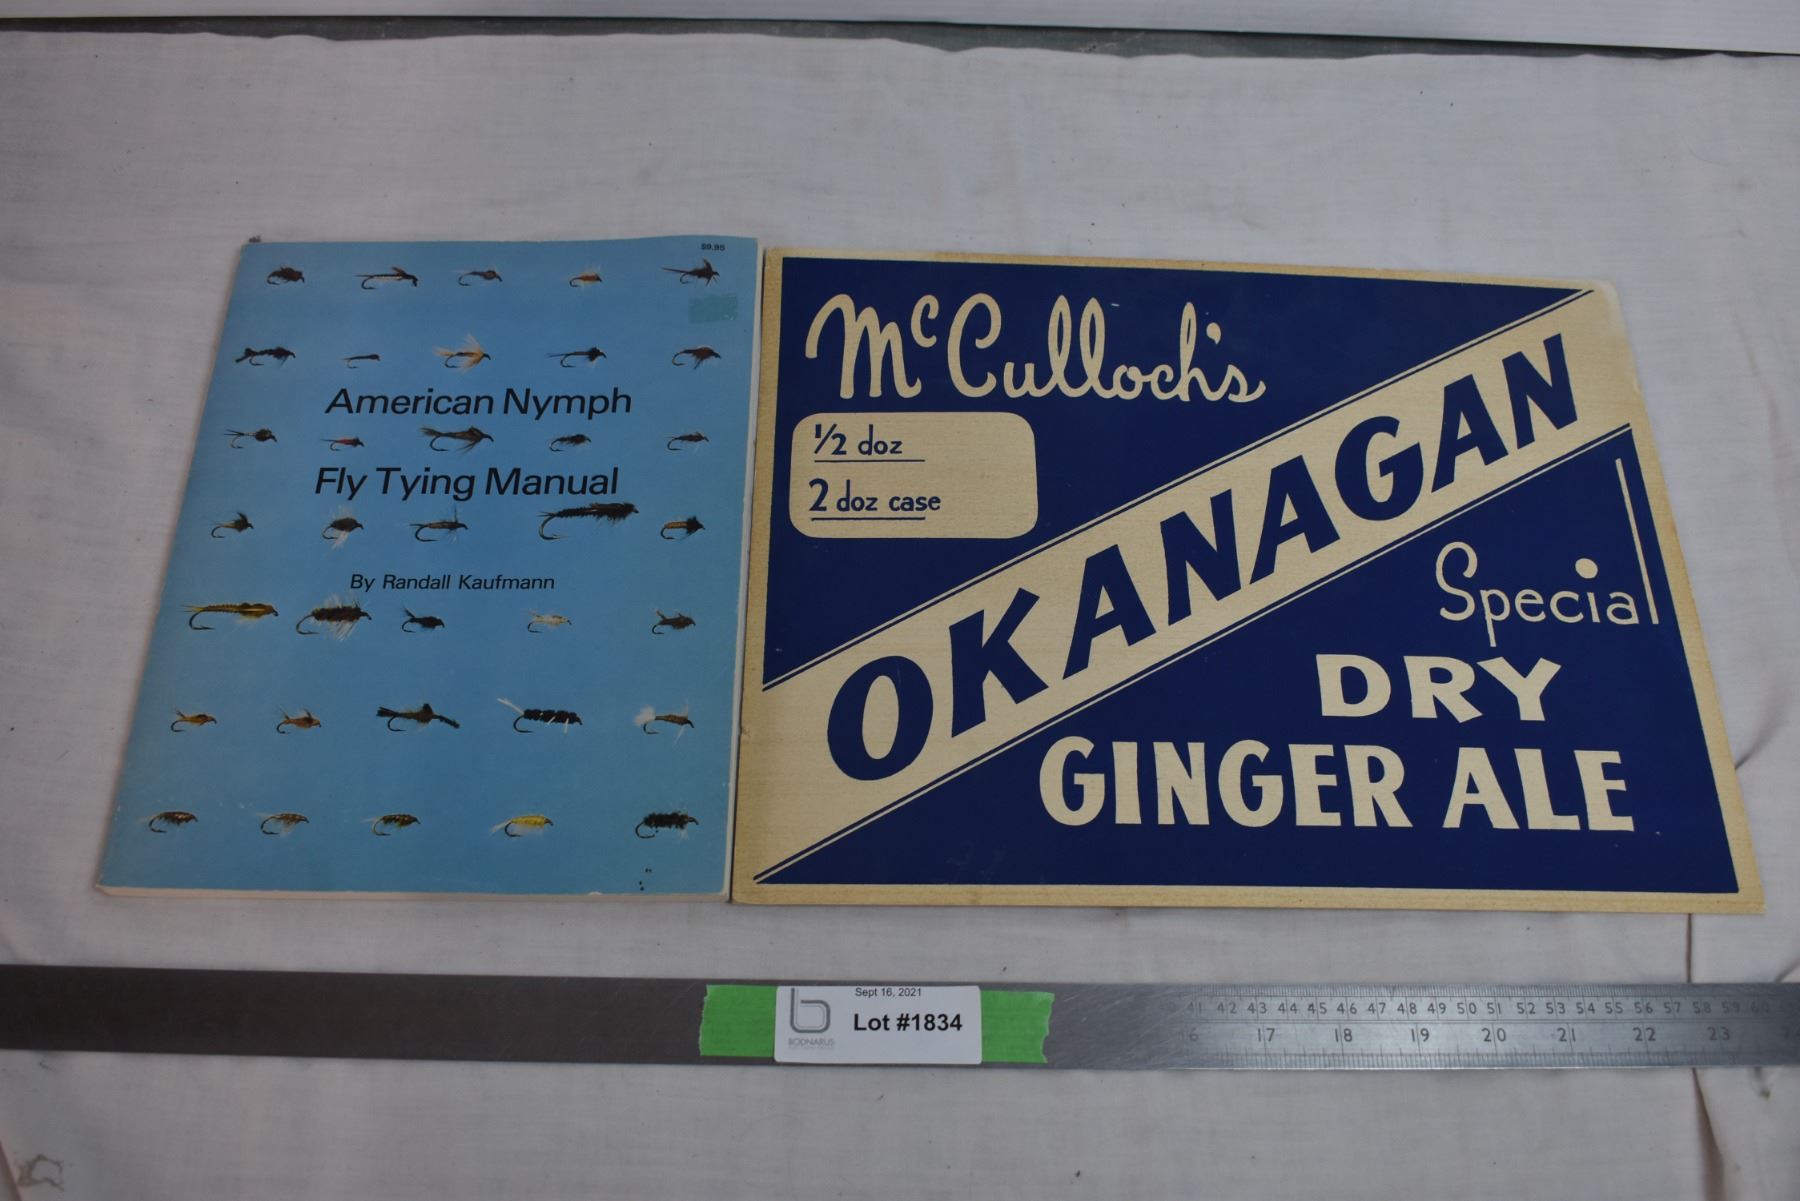 $9.95
American Nymph
Fly Tying Manual
By Randall Kaufmann
McCulloch's
1/2 doz
2 doz case
OKANAGAN
Special
DRY
GINGER ALE
Sept 16, 2021
Lot #1834
BODNARUS
41 42 43 44 45 46 47 48 49 50 51 52 53 54 55 56 57 58 59 60
16 17 18 19 20 21 22 23